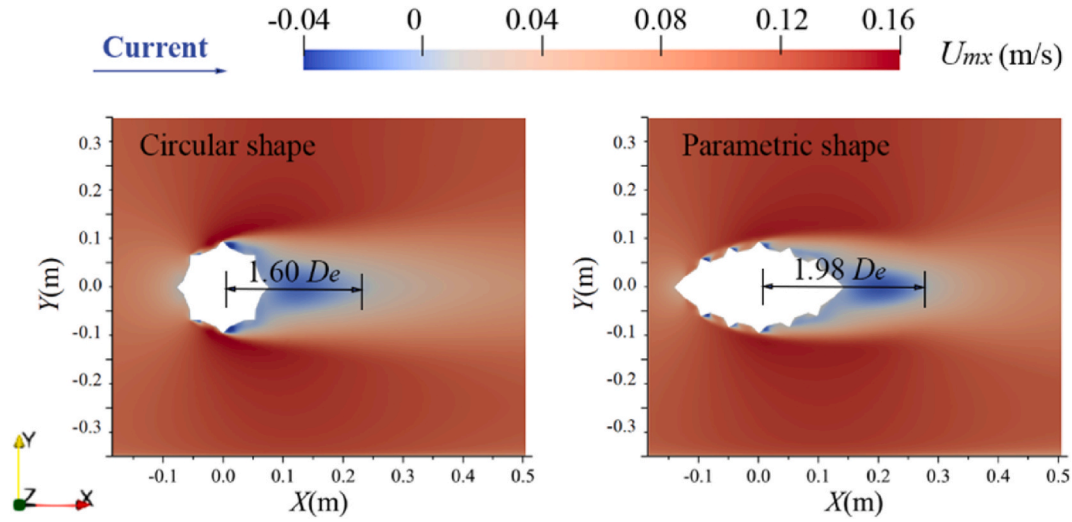 -0.04 0 0.04 0.08 0.12 0.16
Current
Umx (m/s)
Circular shape
0.3
0.2
0.1
0.0
-0.1
-0.2
-0.3
Y(m)
1.60 De
-0.1 0.0 0.1 0.2 0.3 0.4 0.5
X(m)
Parametric shape
0.3
0.2
0.1
0.0
-0.1
-0.2
-0.3
Y(m)
1.98 De
-0.1 0.0 0.1 0.2 0.3 0.4 0.5
X(m)
Y
Z X